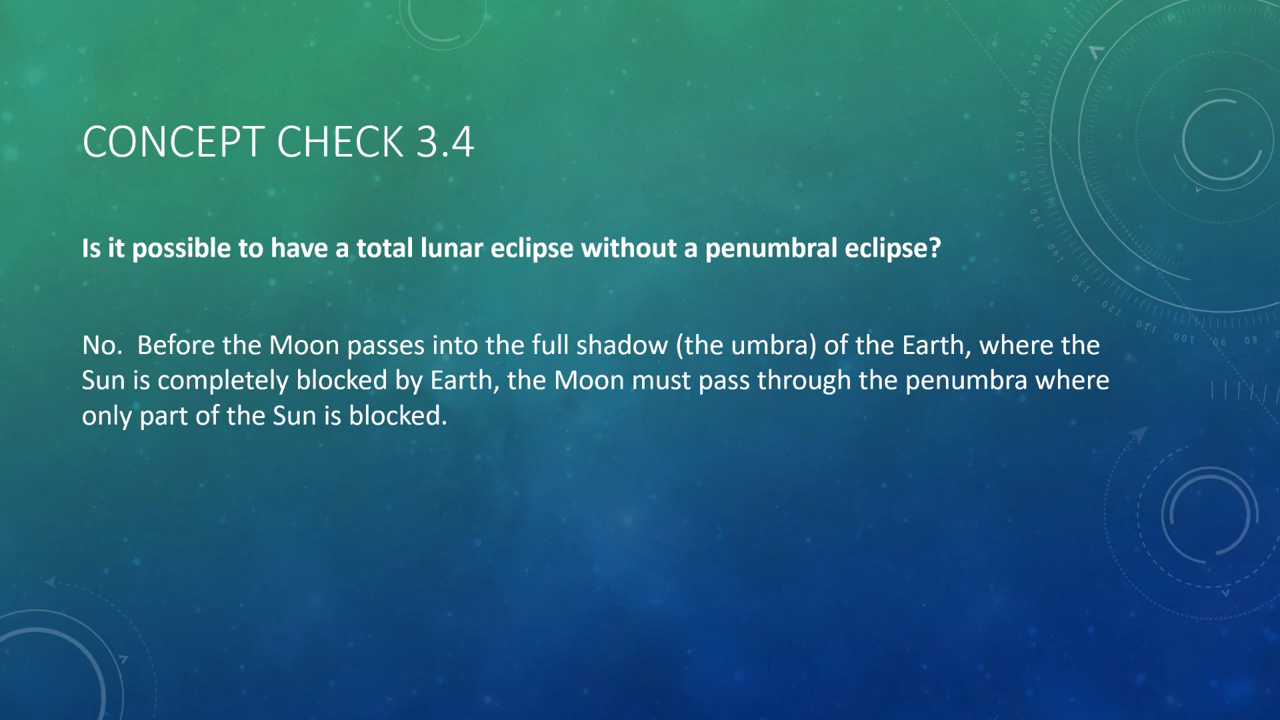 CONCEPT CHECK 3.4
Is it possible to have a total lunar eclipse without a penumbral eclipse?
No.  Before the Moon passes into the full shadow (the umbra) of the Earth, where the
Sun is completely blocked by Earth, the Moon must pass through the penumbra where
only part of the Sun is blocked.